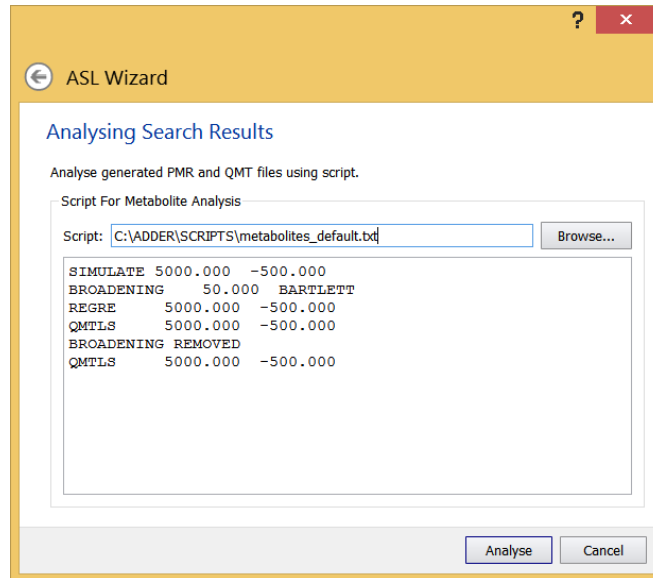 ?
ASL Wizard
Analysing Search Results
Analyse generated PMR and QMT files using script.
Script For Metabolite Analysis
Script: C:\ADDER\SCRIPTS\metabolites_default.txt Browse...
SIMULATE 5000.000  -500.000
BROADENING    50.000  BARTLETT
REGRE     5000.000  -500.000
QMTLS     5000.000  -500.000
BROADENING REMOVED
QMTLS     5000.000  -500.000
Analyse Cancel